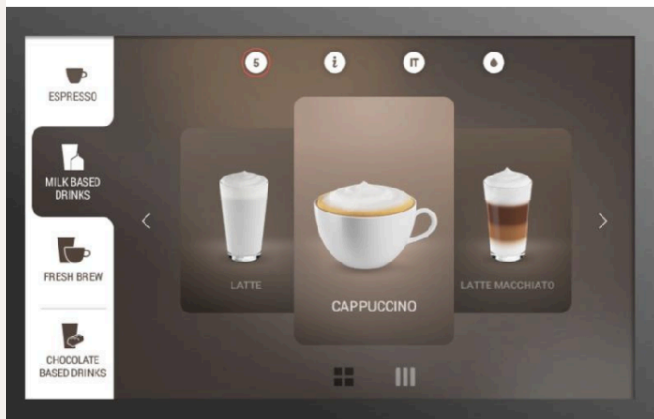 ESPRESSO
MILK BASED
DRINKS
FRESH BREW
CHOCOLATE
BASED DRINKS
5
i
IT
LATTE
CAPPUCCINO
LATTE MACCHIATO